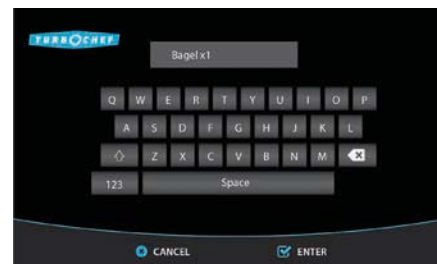 TURBOCHEF
Bagel x1
Q W E R T Y U I O P
A S D F G H J K L
Z X C V B N M
123 Space
CANCEL ENTER